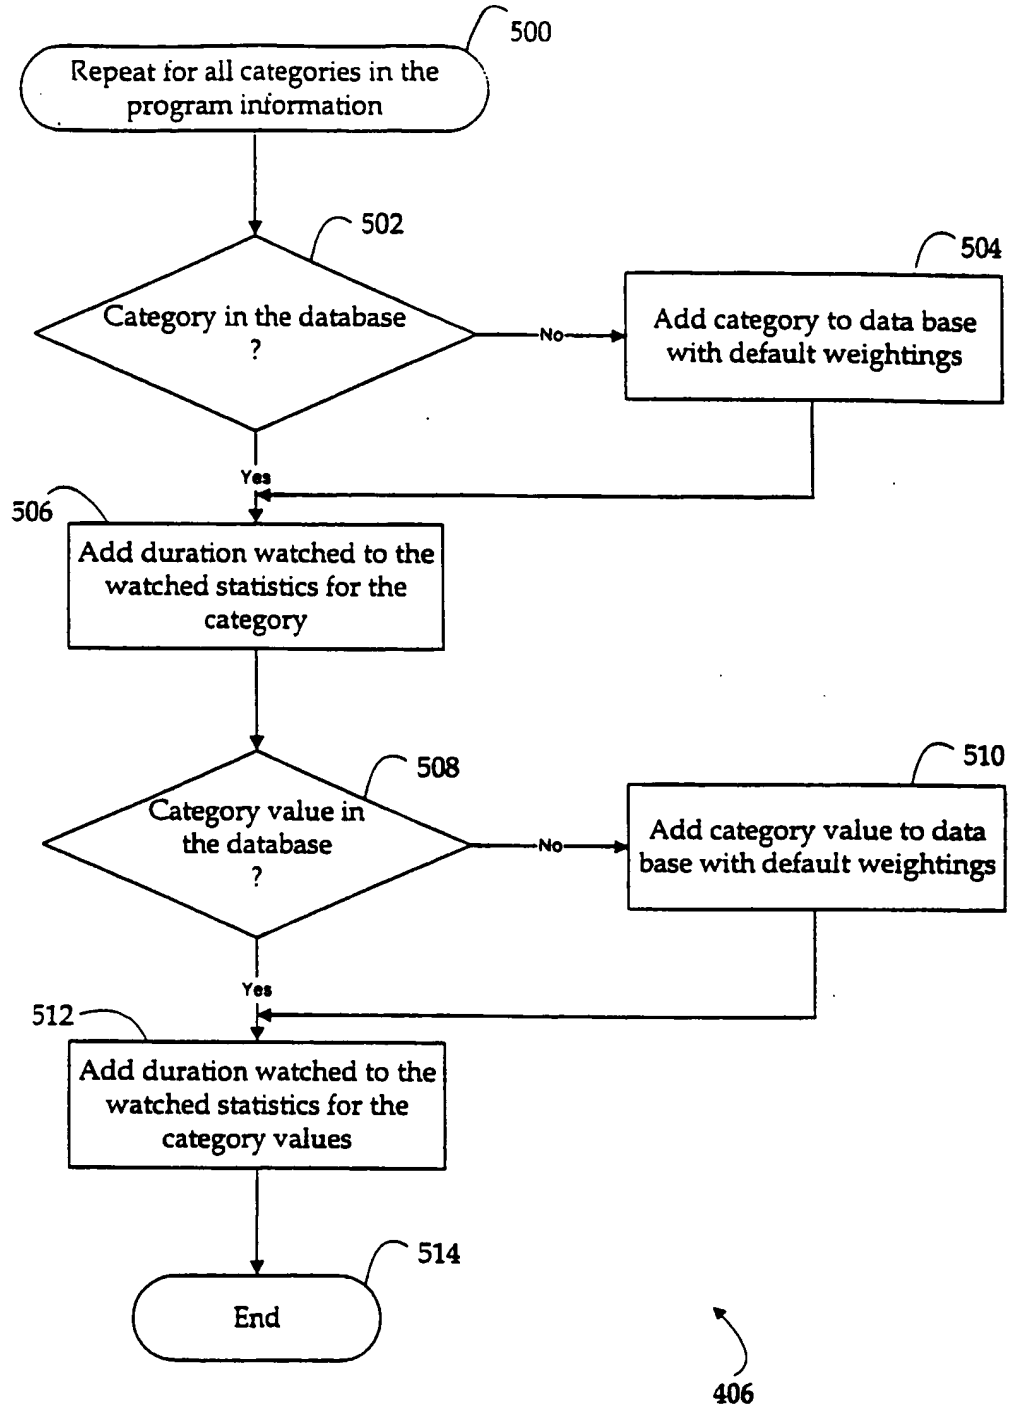 500
Repeat for all categories in the
program information
502
Category in the database
?
No
504
Add category to data base
with default weightings
Yes
506
Add duration watched to the
watched statistics for the
category
508
Category value in
the database
?
No
510
Add category value to data
base with default weightings
Yes
512
Add duration watched to the
watched statistics for the
category values
514
End
406